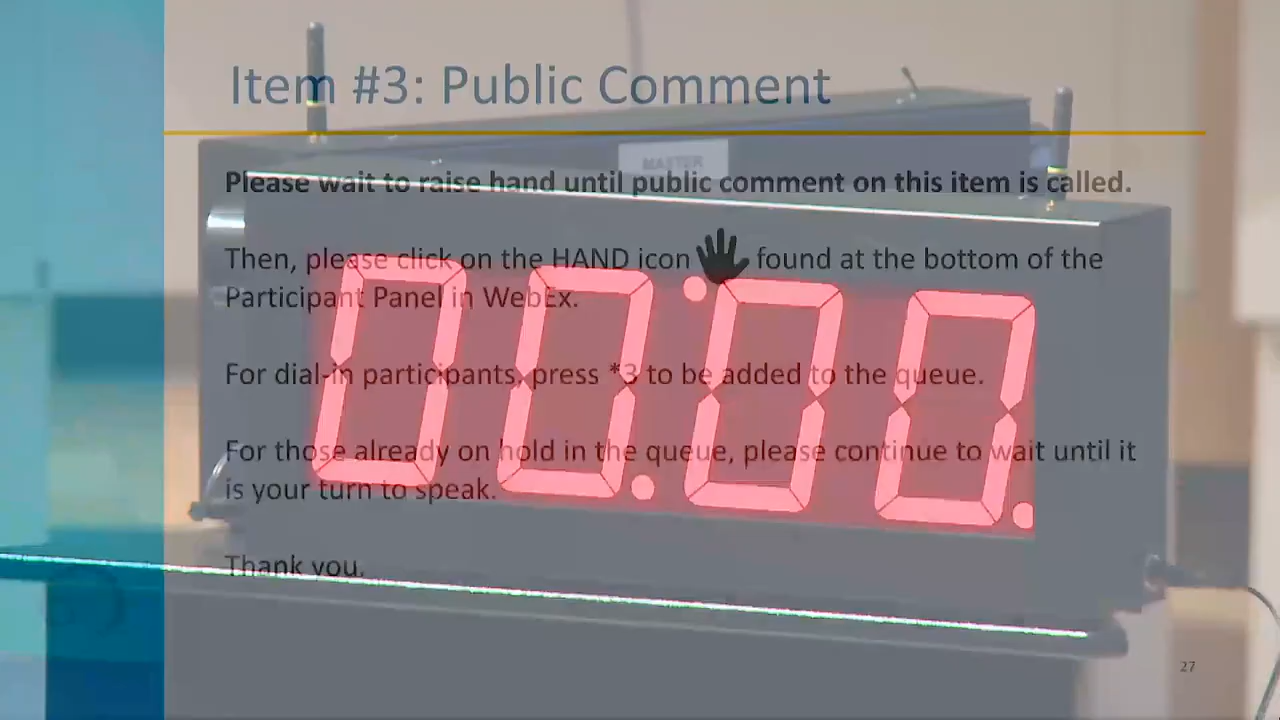 Item #3: Public Comment
MASTER
Please wait to raise hand until public comment on this item is called.
Then, please click on the HAND icon found at the bottom of the
Participant Panel in WebEx.
00:00
For dial-in participants, press *3 to be added to the queue.
For those already on hold in the queue, please continue to wait until it
is your turn to speak.
Thank you.
27